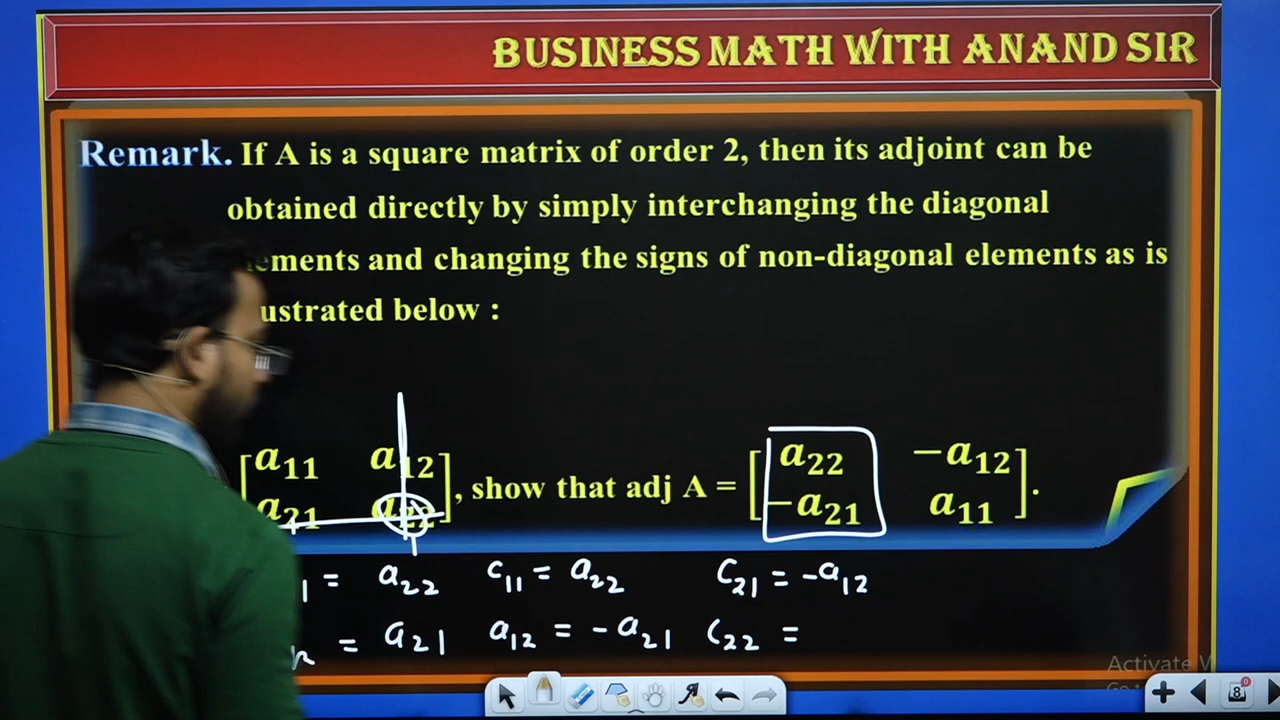 BUSINESS MATH WITH ANAND SIR
Remark. If A is a square matrix of order 2, then its adjoint can be
obtained directly by simply interchanging the diagonal
ements and changing the signs of non-diagonal elements as is
ustrated below :
[a₁₁ a₁₂
a₂₁ a₂₂], show that adj A = [a₂₂ −a₁₂
−a₂₁ a₁₁].
1 = a₂₂ C₁₁ = a₂₂ C₂₁ = −a₁₂
= a₂₁ a₁₂ = −a₂₁ C₂₂ =
Activate W
8